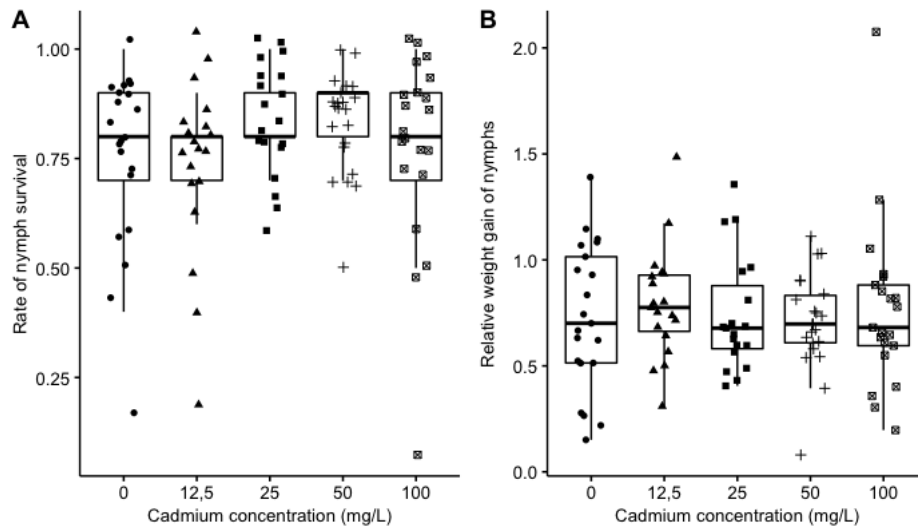 A
Rate of nymph survival
1.00
0.75
0.50
0.25
0 12,5 25 50 100
Cadmium concentration (mg/L)
B
Relative weight gain of nymphs
2.0
1.5
1.0
0.5
0.0
0 12,5 25 50 100
Cadmium concentration (mg/L)